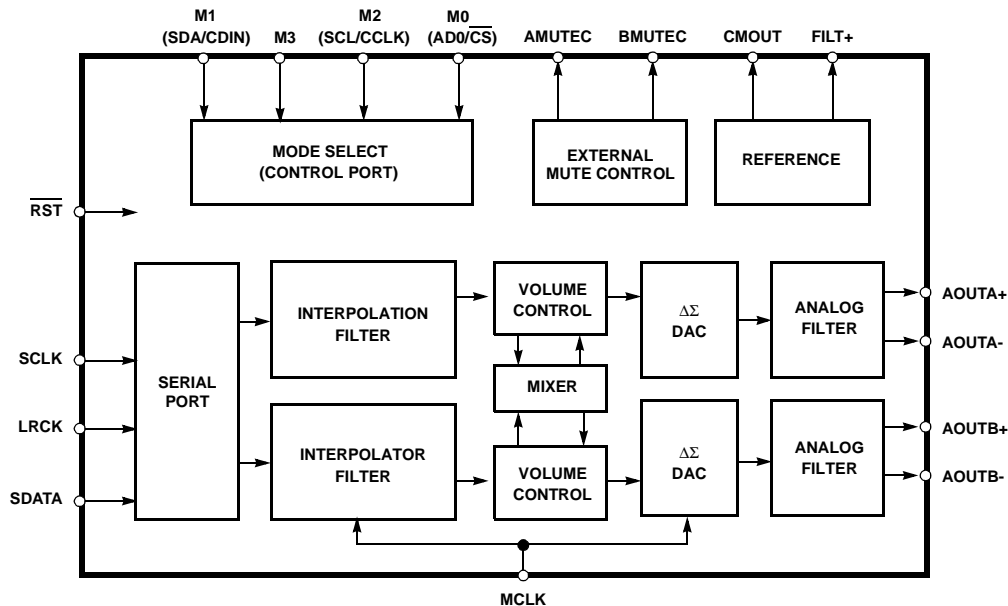 M1
(SDA/CDIN)
M3
M2
(SCL/CCLK)
M0
(AD0/CS)
AMUTEC
BMUTEC
CMOUT
FILT+
MODE SELECT
(CONTROL PORT)
EXTERNAL
MUTE CONTROL
REFERENCE
RST
SCLK
LRCK
SDATA
SERIAL
PORT
INTERPOLATION
FILTER
VOLUME
CONTROL
ΔΣ
DAC
ANALOG
FILTER
AOUTA+
AOUTA-
MIXER
INTERPOLATOR
FILTER
VOLUME
CONTROL
ΔΣ
DAC
ANALOG
FILTER
AOUTB+
AOUTB-
MCLK